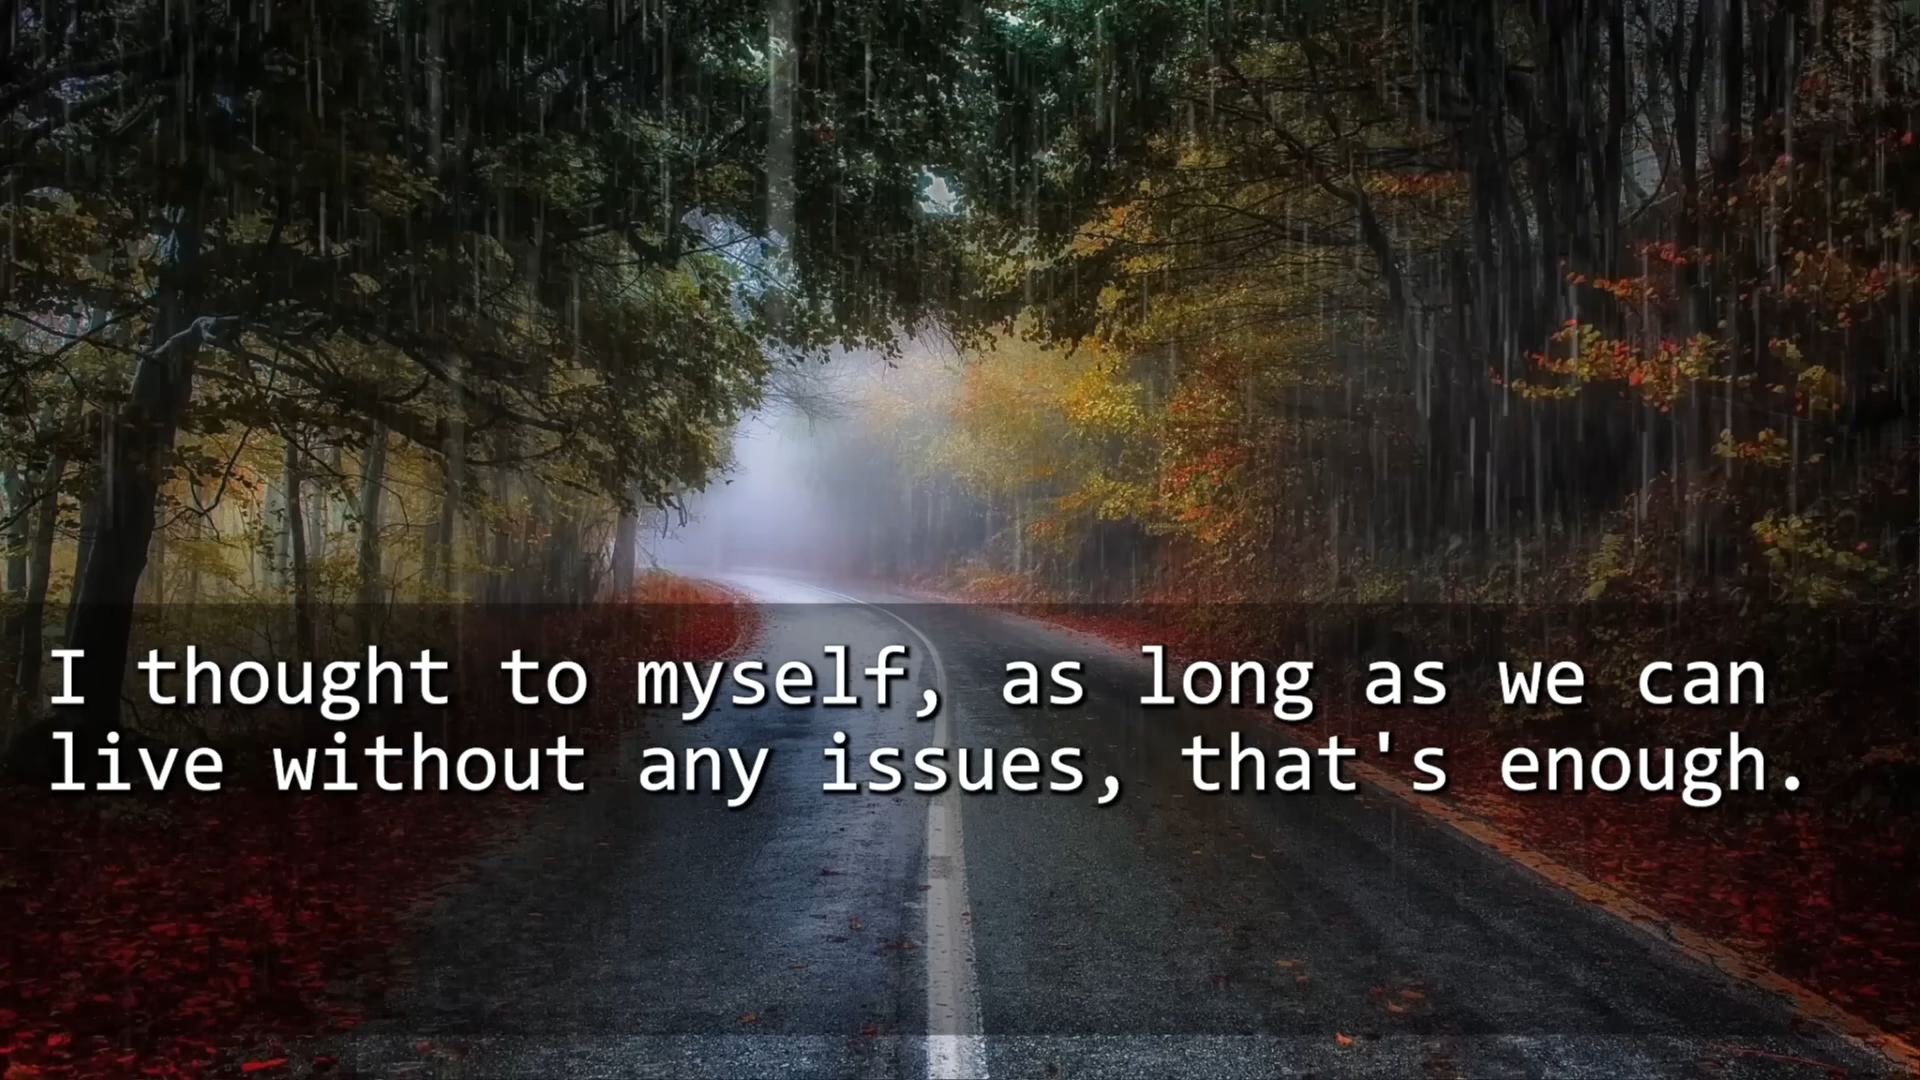 I thought to myself, as long as we can
live without any issues, that's enough.